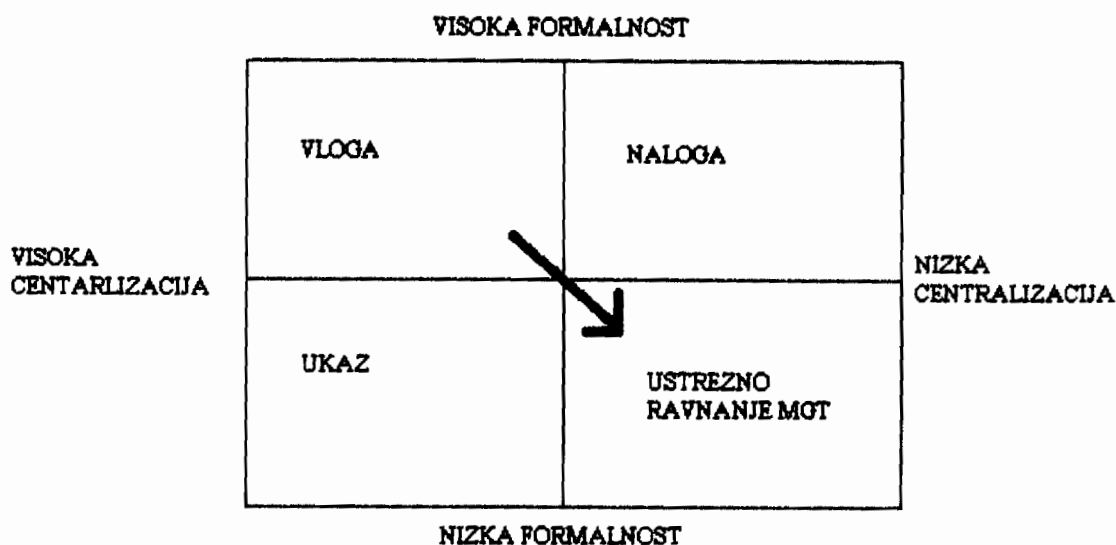 VISOKA FORMALNOST
VLOGA
NALOGA
VISOKA
CENTARLIZACIJA
NIZKA
CENTRALIZACIJA
UKAZ
USTREZNO
RAVNANJE MGT
NIZKA FORMALNOST